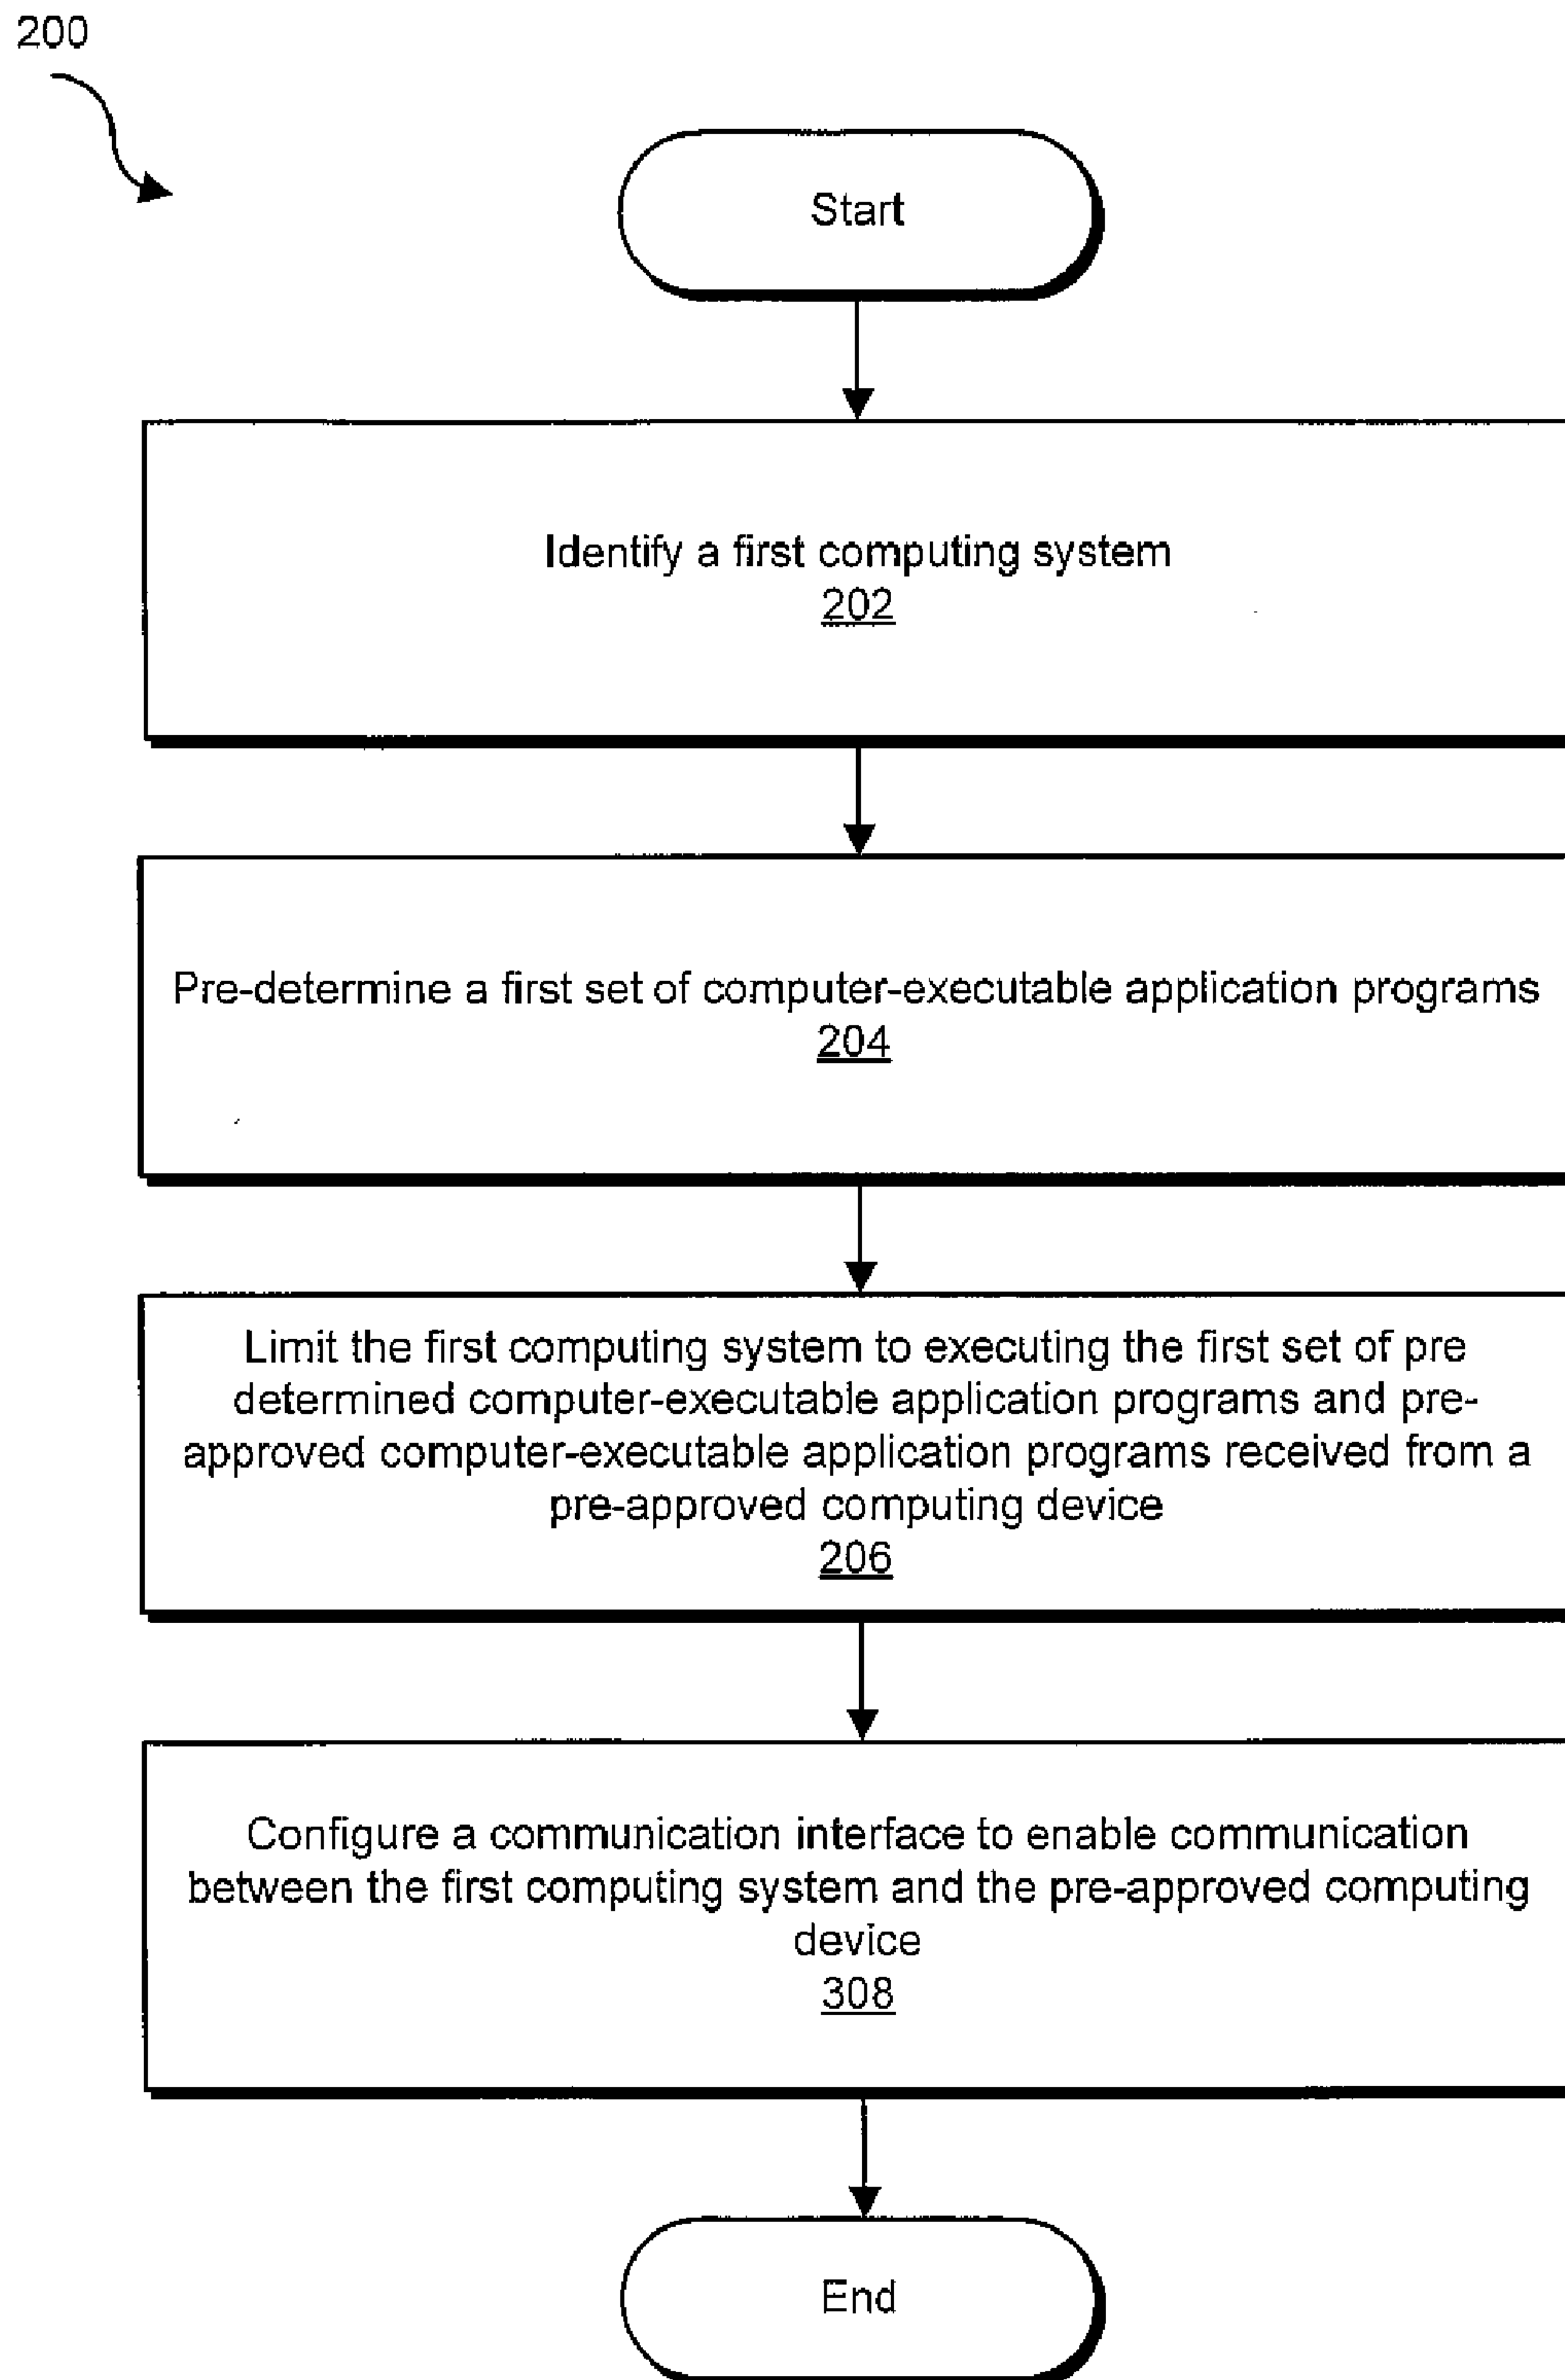 200
Start
Identify a first computing system
202
Pre-determine a first set of computer-executable application programs
204
Limit the first computing system to executing the first set of pre
determined computer-executable application programs and pre-
approved computer-executable application programs received from a
pre-approved computing device
206
Configure a communication interface to enable communication
between the first computing system and the pre-approved computing
device
308
End